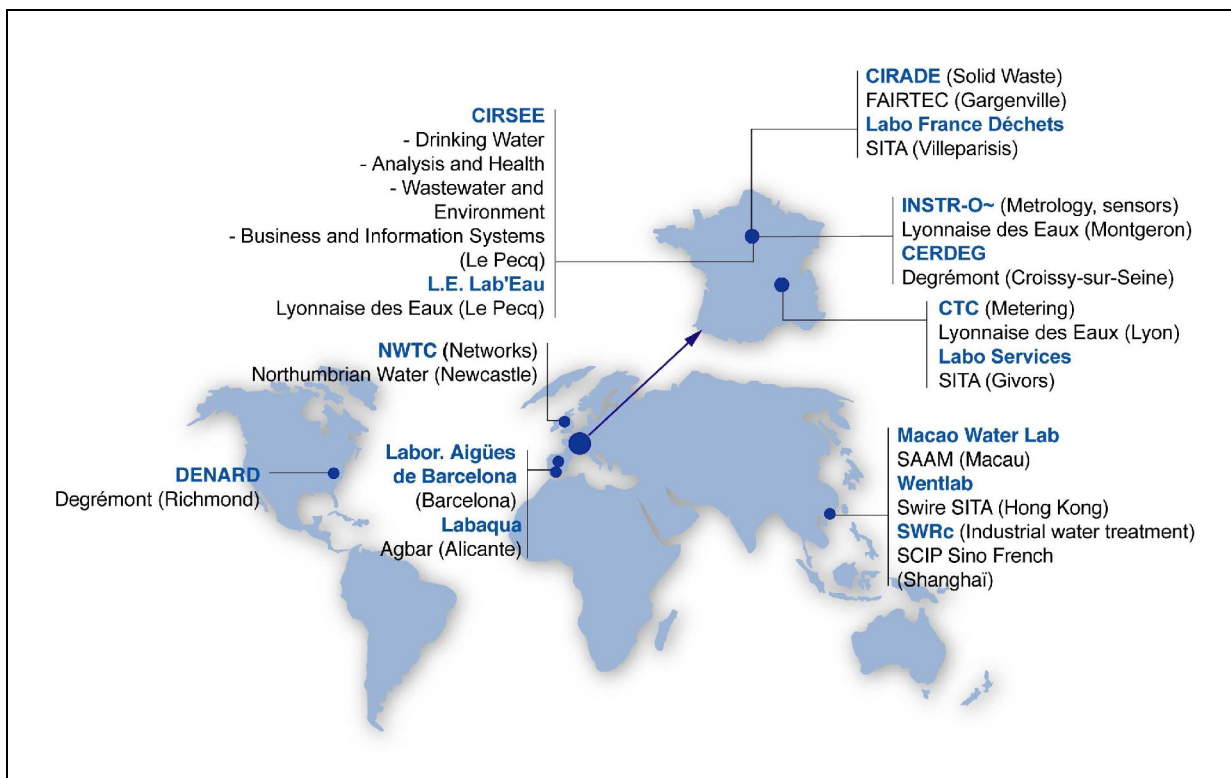 CIRADE (Solid Waste)
FAIRTEC (Gargenville)
Labo France Déchets
SITA (Villeparisis)
CIRSEE
- Drinking Water
- Analysis and Health
- Wastewater and
Environment
- Business and Information Systems
(Le Pecq)
L.E. Lab'Eau
Lyonnaise des Eaux (Le Pecq)
INSTR-O~ (Metrology, sensors)
Lyonnaise des Eaux (Montgeron)
CERDEG
Degrémont (Croissy-sur-Seine)
CTC (Metering)
Lyonnaise des Eaux (Lyon)
Labo Services
SITA (Givors)
NWTC (Networks)
Northumbrian Water (Newcastle)
DENARD
Degrémont (Richmond)
Labor. Aigües
de Barcelona
(Barcelona)
Labaqua
Agbar (Alicante)
Macao Water Lab
SAAM (Macau)
Wentlab
Swire SITA (Hong Kong)
SWRc (Industrial water treatment)
SCIP Sino French
(Shanghaï)